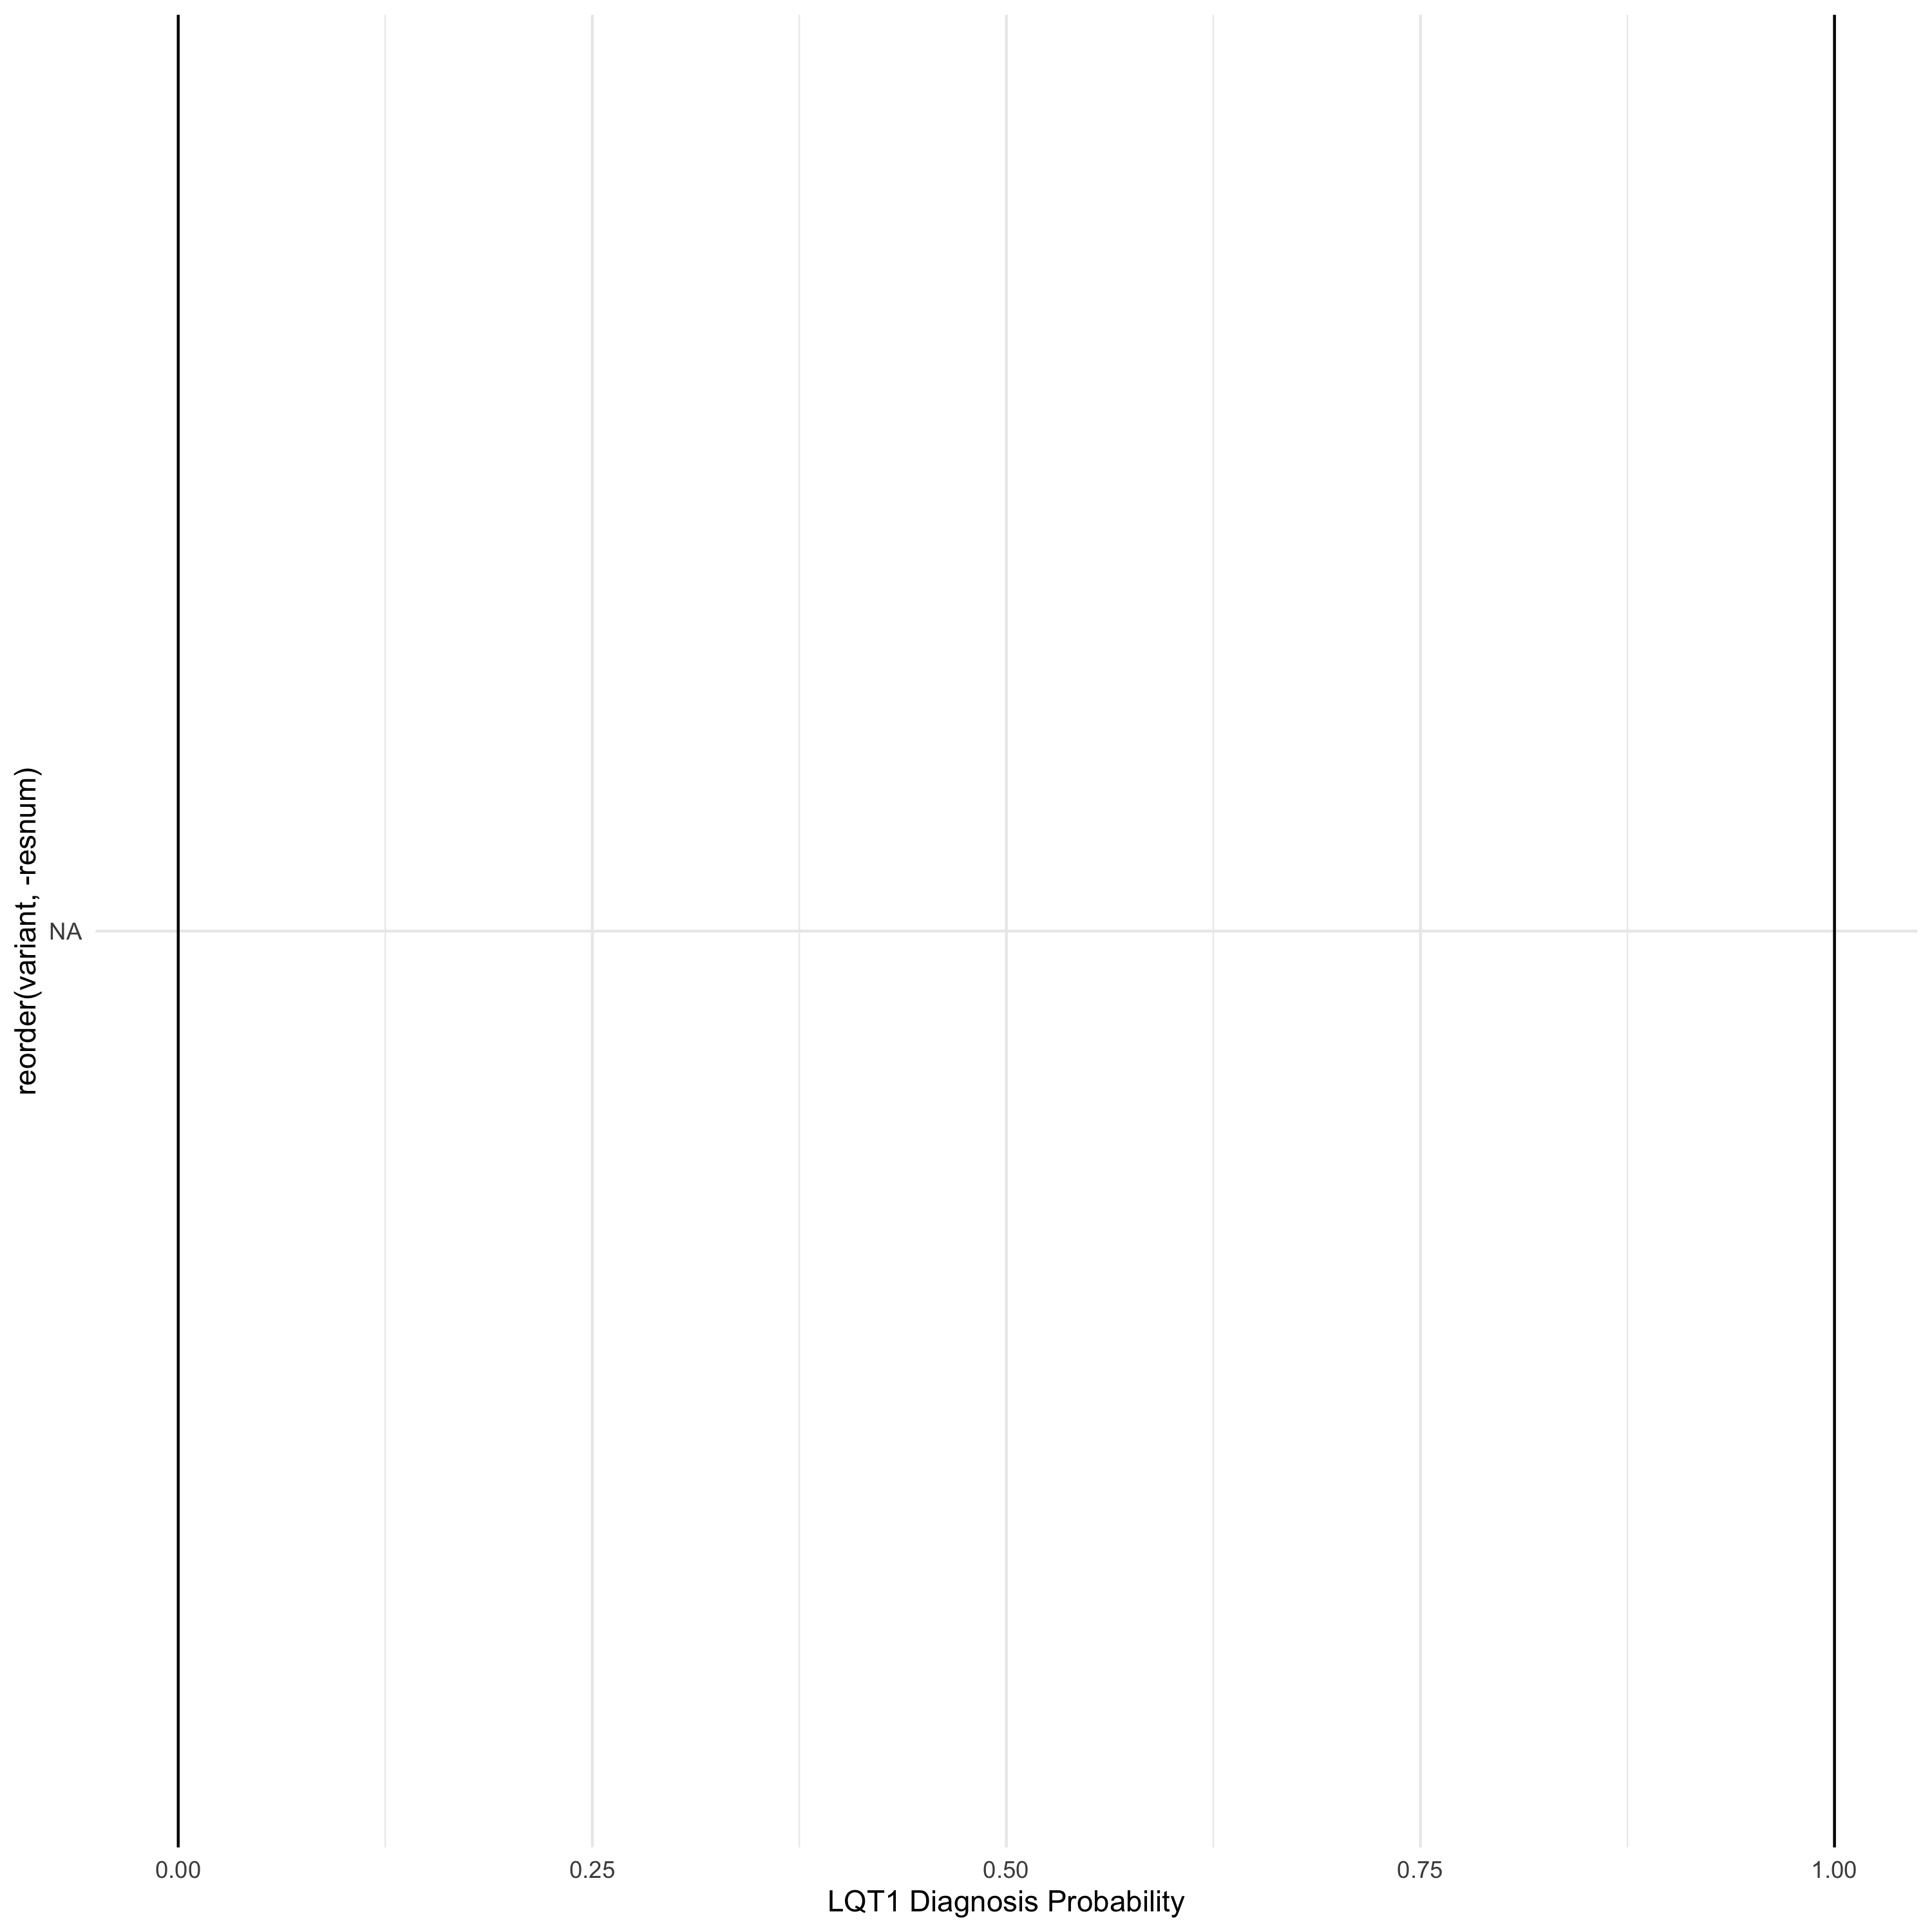 reorder(variant, -resnum)
NA
0.00 0.25 0.50 0.75 1.00
LQT1 Diagnosis Probability